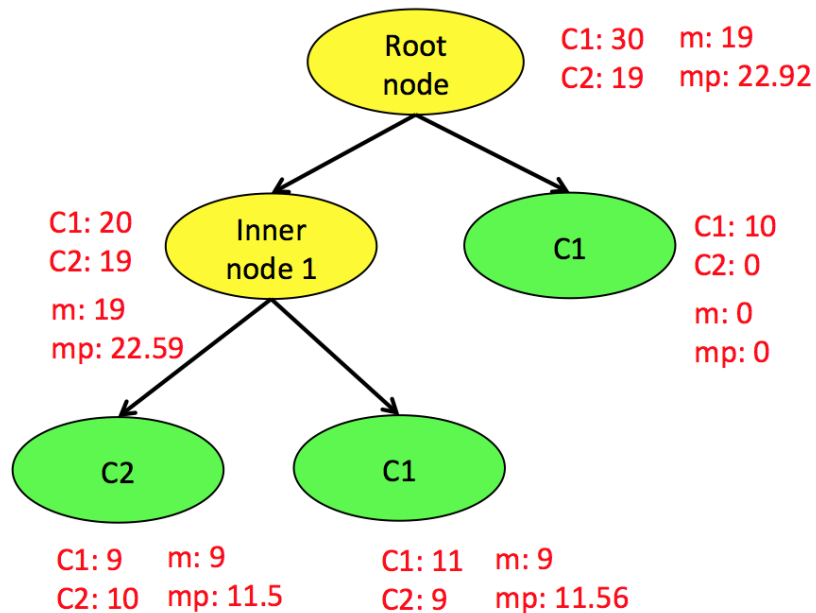 Root
node
C1: 30 m: 19
C2: 19 mp: 22.92
C1: 20
C2: 19
m: 19
mp: 22.59
Inner
node 1
C1
C1: 10
C2: 0
m: 0
mp: 0
C2
C1
C1: 9 m: 9
C2: 10 mp: 11.5
C1: 11 m: 9
C2: 9 mp: 11.56